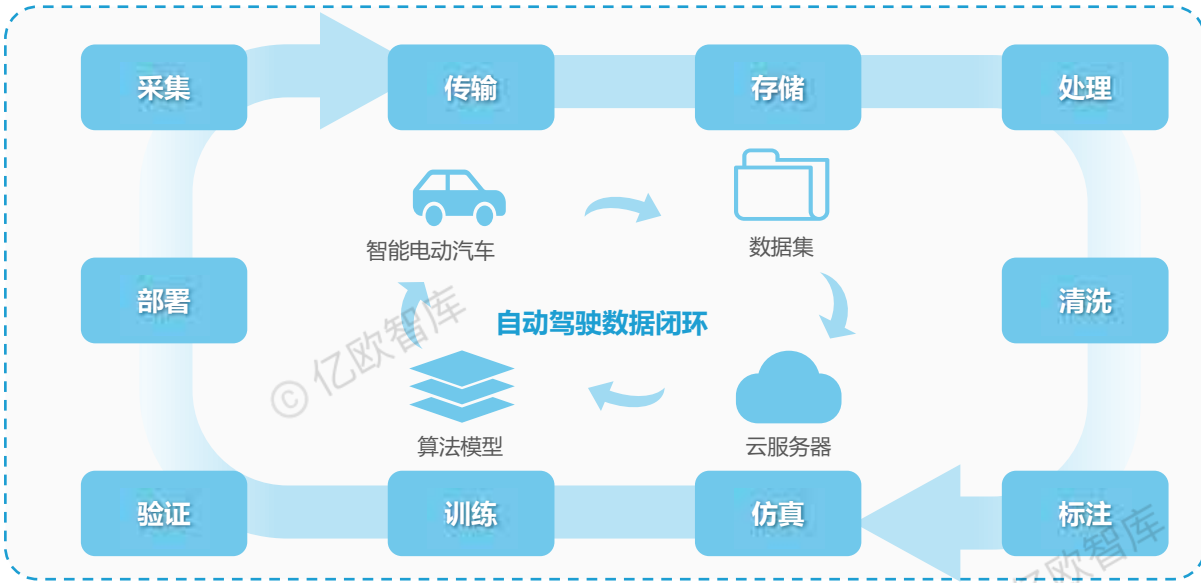 采集
传输
存储
处理
智能电动汽车
数据集
部署
自动驾驶数据闭环
清洗
© 亿欧智库
算法模型
云服务器
验证
训练
仿真
标注
亿欧智库